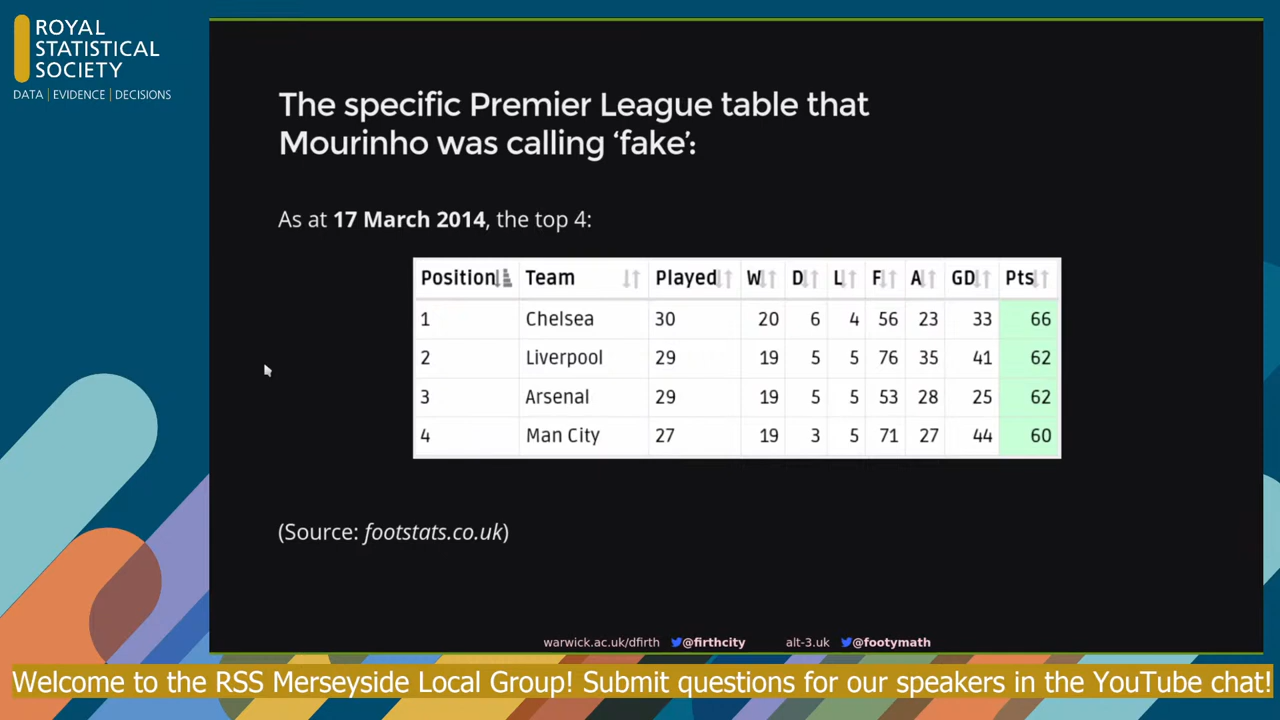 ROYAL
STATISTICAL
SOCIETY
DATA | EVIDENCE | DECISIONS
The specific Premier League table that
Mourinho was calling ‘fake’:
As at 17 March 2014, the top 4:
Position Team Played W D L F A GD Pts
1 Chelsea 30 20 6 4 56 23 33 66
2 Liverpool 29 19 5 5 76 35 41 62
3 Arsenal 29 19 5 5 53 28 25 62
4 Man City 27 19 3 5 71 27 44 60
(Source: footstats.co.uk)
warwick.ac.uk/dfirth @firthcity alt-3.uk @footymath
Welcome to the RSS Merseyside Local Group! Submit questions for our speakers in the YouTube chat!